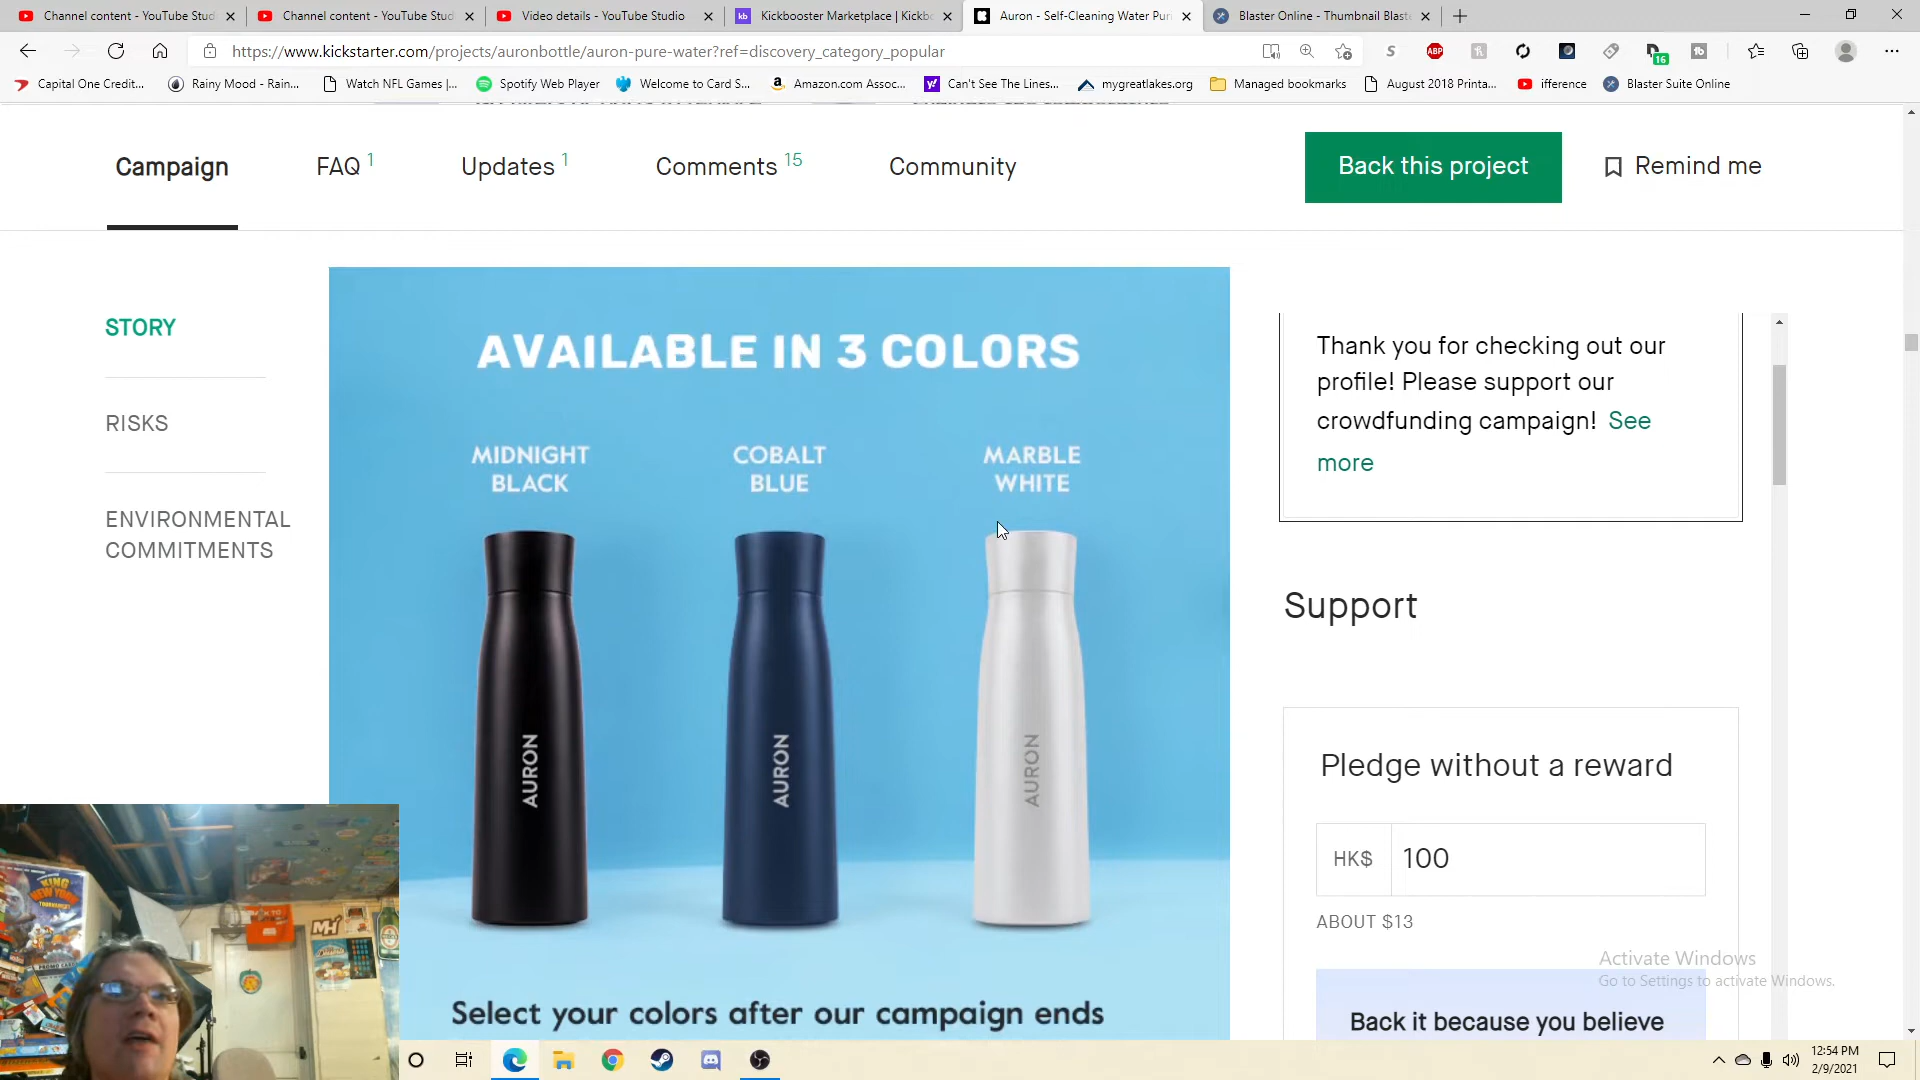 Channel content - YouTube Stud
Channel content - YouTube Stud
Video details - YouTube Studio
kb
Kickbooster Marketplace | Kickb
Auron - Self-Cleaning Water Puri
Blaster Online - Thumbnail Blast
https://www.kickstarter.com/projects/auronbottle/auron-pure-water?ref=discovery_category_popular
ABP
16
Capital One Credit...
Rainy Mood - Rain...
Watch NFL Games |...
Spotify Web Player
Welcome to Card S...
Amazon.com Assoc...
Can't See The Lines...
mygreatlakes.org
Managed bookmarks
August 2018 Printa...
ifference
Blaster Suite Online
Campaign
FAQ 1
Updates 1
Comments 15
Community
Back this project
Remind me
STORY
RISKS
ENVIRONMENTAL
COMMITMENTS
AVAILABLE IN 3 COLORS
MIDNIGHT
BLACK
COBALT
BLUE
MARBLE
WHITE
AURON
AURON
AURON
Select your colors after our campaign ends
Thank you for checking out our
profile! Please support our
crowdfunding campaign! See
more
Support
Pledge without a reward
HK$ 100
ABOUT $13
Back it because you believe
Activate Windows
Go to Settings to activate Windows.
KING
NEW YORK
MH
12:54 PM
2/9/2021